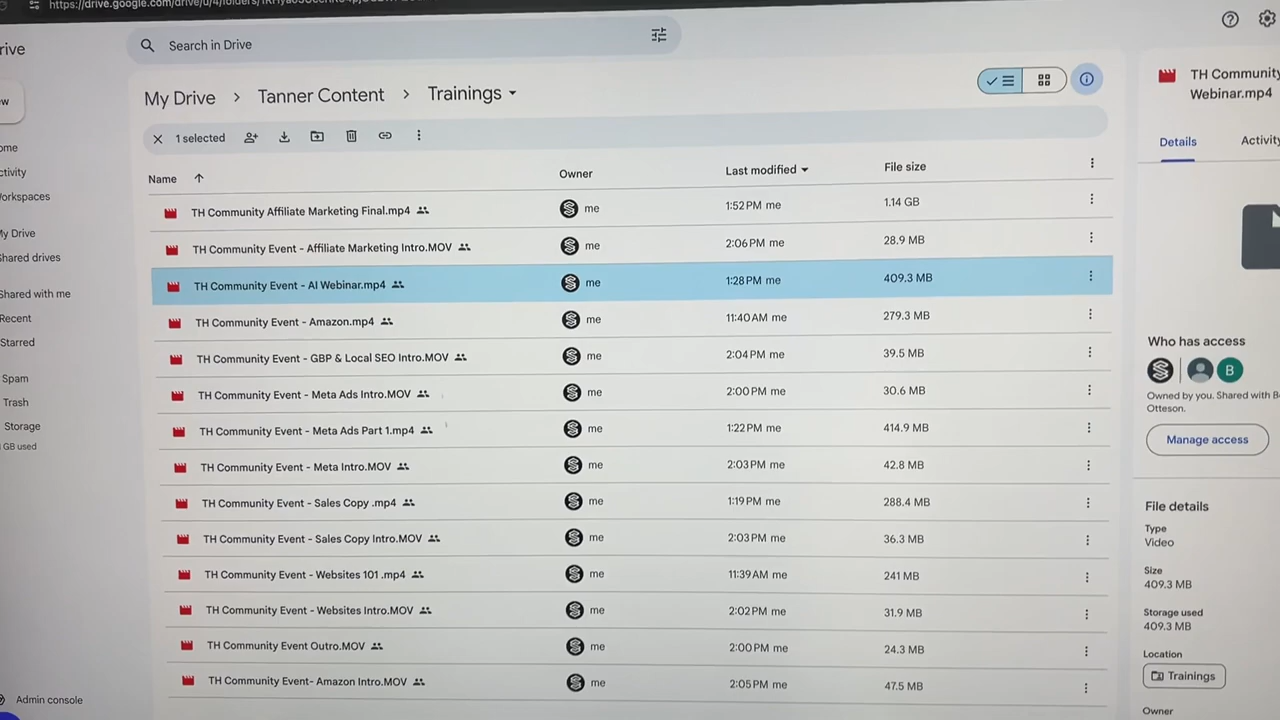 Search in Drive
My Drive > Tanner Content > Trainings
1 selected
Name Owner Last modified File size
TH Community Affiliate Marketing Final.mp4 me 1:52 PM me 1.14 GB
TH Community Event - Affiliate Marketing Intro.MOV me 2:06 PM me 28.9 MB
TH Community Event - AI Webinar.mp4 me 1:28 PM me 409.3 MB
TH Community Event - Amazon.mp4 me 11:40 AM me 279.3 MB
TH Community Event - GBP & Local SEO Intro.MOV me 2:04 PM me 39.5 MB
TH Community Event - Meta Ads Intro.MOV me 2:00 PM me 30.6 MB
TH Community Event - Meta Ads Part 1.mp4 me 1:22 PM me 414.9 MB
TH Community Event - Meta Intro.MOV me 2:03 PM me 42.8 MB
TH Community Event - Sales Copy .mp4 me 1:19 PM me 288.4 MB
TH Community Event - Sales Copy Intro.MOV me 2:03 PM me 36.3 MB
TH Community Event - Websites 101 .mp4 me 11:39 AM me 241 MB
TH Community Event - Websites Intro.MOV me 2:02 PM me 31.9 MB
TH Community Event Outro.MOV me 2:00 PM me 24.3 MB
TH Community Event- Amazon Intro.MOV me 2:05 PM me 47.5 MB
rive
ew
ome
ctivity
Workspaces
My Drive
Shared drives
Shared with me
Recent
Starred
Spam
Trash
Storage
GB used
Admin console
TH Community
Webinar.mp4
Details Activity
Who has access
B
Owned by you. Shared with B
Otteson.
Manage access
File details
Type
Video
Size
409.3 MB
Storage used
409.3 MB
Location
Trainings
Owner